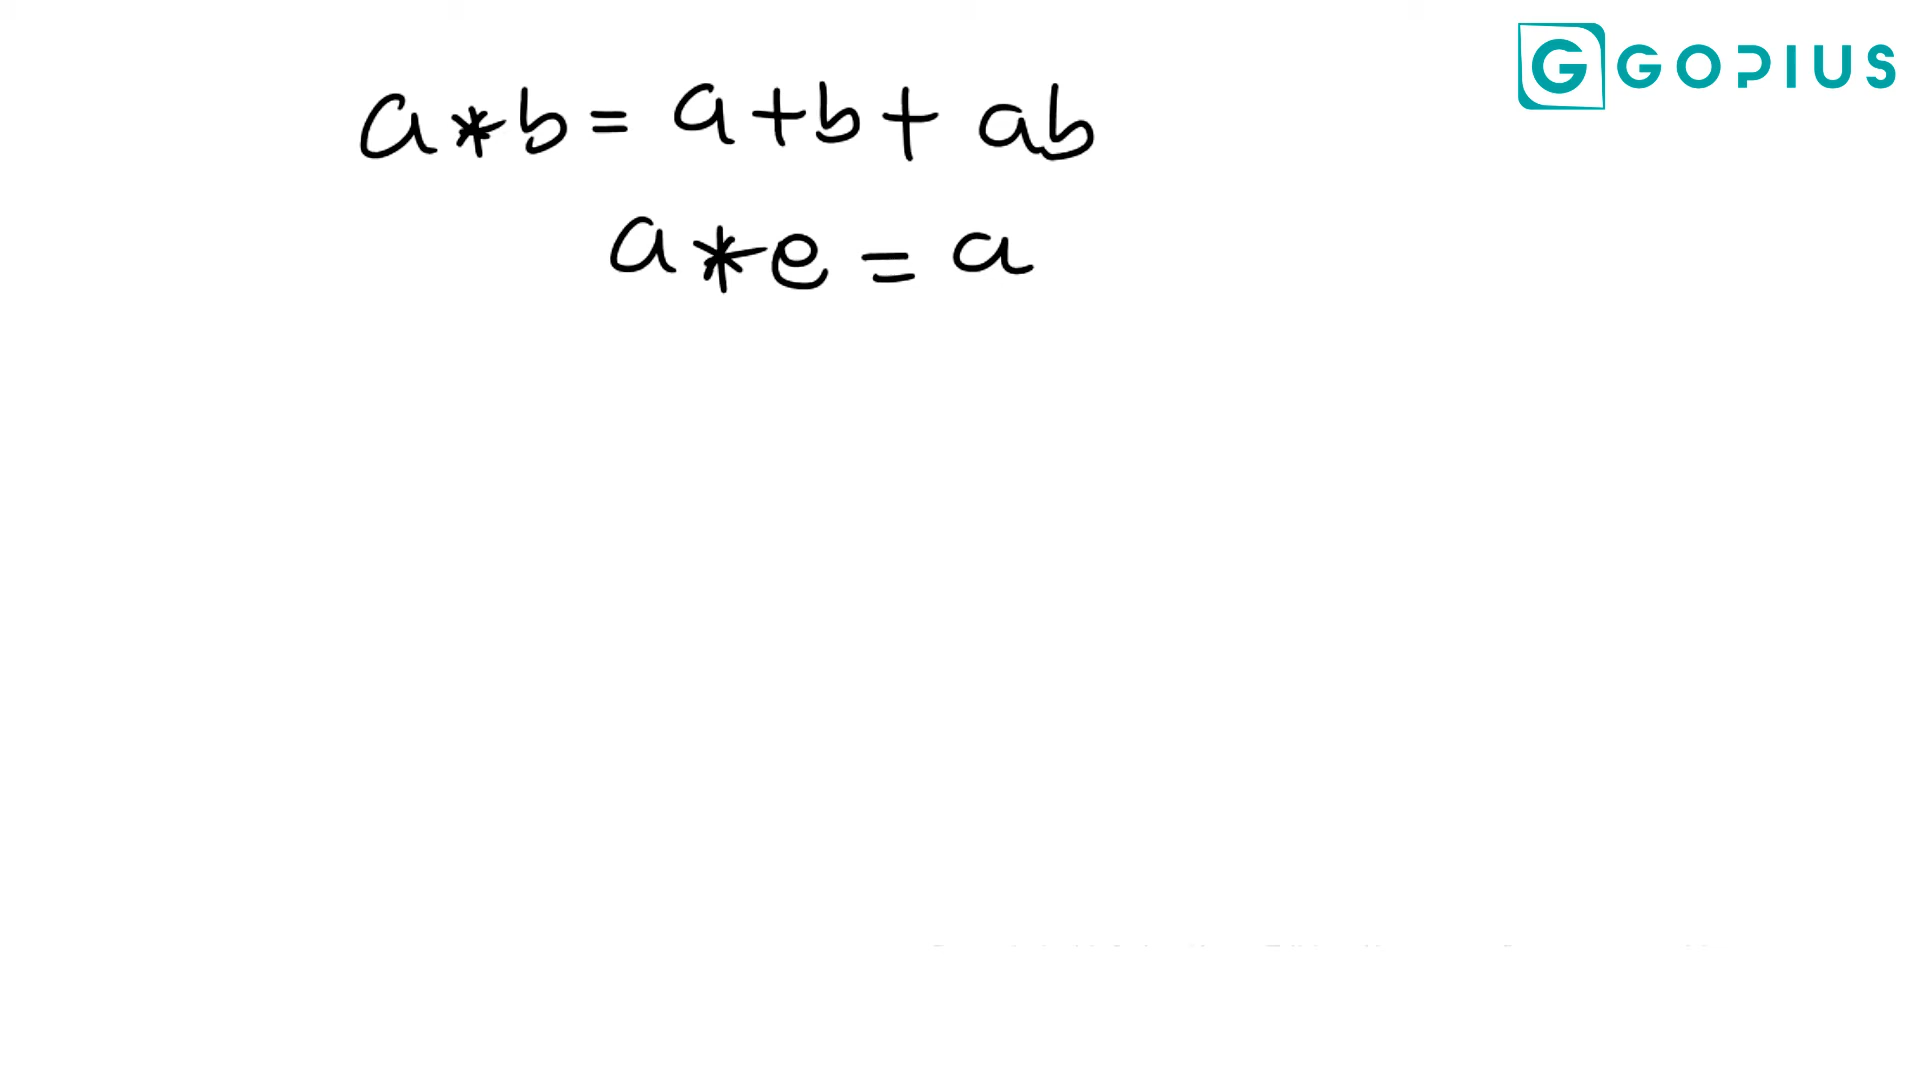 GOPIUS
a*b = a+b+ ab
a*e = a